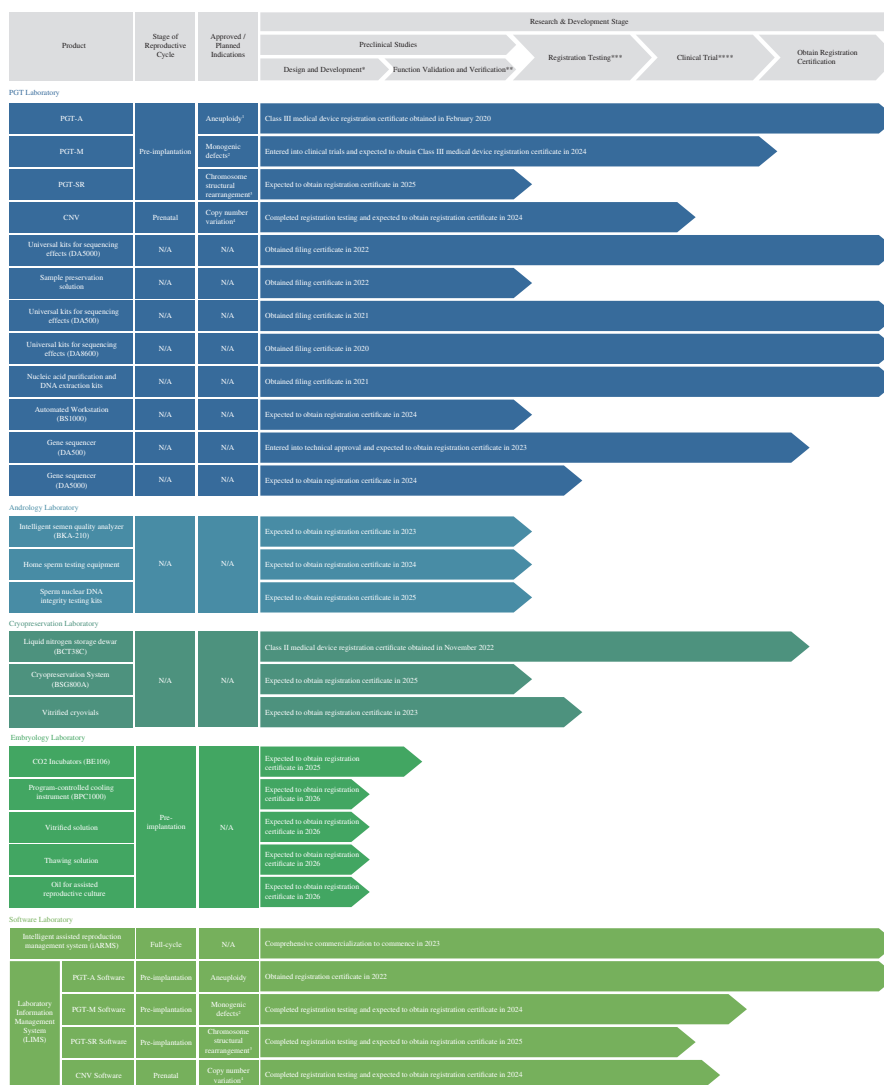 Research & Development Stage
Product
Stage of
Reproductive
Cycle
Approved /
Planned
Indications
Preclinical Studies
Design and Development*
Function Validation and Verification**
Registration Testing***
Clinical Trial****
Obtain Registration
Certification
PGT Laboratory
PGT-A
Pre-implantation
Aneuploidy¹
Class III medical device registration certificate obtained in February 2020
PGT-M
Monogenic
defects²
Entered into clinical trials and expected to obtain Class III medical device registration certificate in 2024
PGT-SR
Chromosome
structural
rearrangement³
Expected to obtain registration certificate in 2025
CNV
Prenatal
Copy number
variation⁴
Completed registration testing and expected to obtain registration certificate in 2024
Universal kits for sequencing
effects (DA5000)
N/A
N/A
Obtained filing certificate in 2022
Sample preservation
solution
N/A
N/A
Obtained filing certificate in 2022
Universal kits for sequencing
effects (DA500)
N/A
N/A
Obtained filing certificate in 2021
Universal kits for sequencing
effects (DA8600)
N/A
N/A
Obtained filing certificate in 2020
Nucleic acid purification and
DNA extraction kits
N/A
N/A
Obtained filing certificate in 2021
Automated Workstation
(BS1000)
N/A
N/A
Expected to obtain registration certificate in 2024
Gene sequencer
(DA500)
N/A
N/A
Entered into technical approval and expected to obtain registration certificate in 2023
Gene sequencer
(DA5000)
N/A
N/A
Expected to obtain registration certificate in 2024
Andrology Laboratory
Intelligent semen quality analyzer
(BKA-210)
N/A
N/A
Expected to obtain registration certificate in 2023
Home sperm testing equipment
Expected to obtain registration certificate in 2024
Sperm nuclear DNA
integrity testing kits
Expected to obtain registration certificate in 2025
Cryopreservation Laboratory
Liquid nitrogen storage dewar
(BCT38C)
N/A
N/A
Class II medical device registration certificate obtained in November 2022
Cryopreservation System
(BSG800A)
Expected to obtain registration certificate in 2025
Vitrified cryovials
Expected to obtain registration certificate in 2023
Embryology Laboratory
CO2 Incubators (BE106)
Pre-
implantation
N/A
Expected to obtain registration
certificate in 2025
Program-controlled cooling
instrument (BPC1000)
Expected to obtain registration
certificate in 2026
Vitrified solution
Expected to obtain registration
certificate in 2026
Thawing solution
Expected to obtain registration
certificate in 2026
Oil for assisted
reproductive culture
Expected to obtain registration
certificate in 2026
Software Laboratory
Intelligent assisted reproduction
management system (iARMS)
Full-cycle
N/A
Comprehensive commercialization to commence in 2023
Laboratory
Information
Management
System
(LIMS)
PGT-A Software
Pre-implantation
Aneuploidy
Obtained registration certificate in 2022
PGT-M Software
Pre-implantation
Monogenic
defects²
Completed registration testing and expected to obtain registration certificate in 2024
PGT-SR Software
Pre-implantation
Chromosome
structural
rearrangement³
Completed registration testing and expected to obtain registration certificate in 2025
CNV Software
Prenatal
Copy number
variation⁴
Completed registration testing and expected to obtain registration certificate in 2024